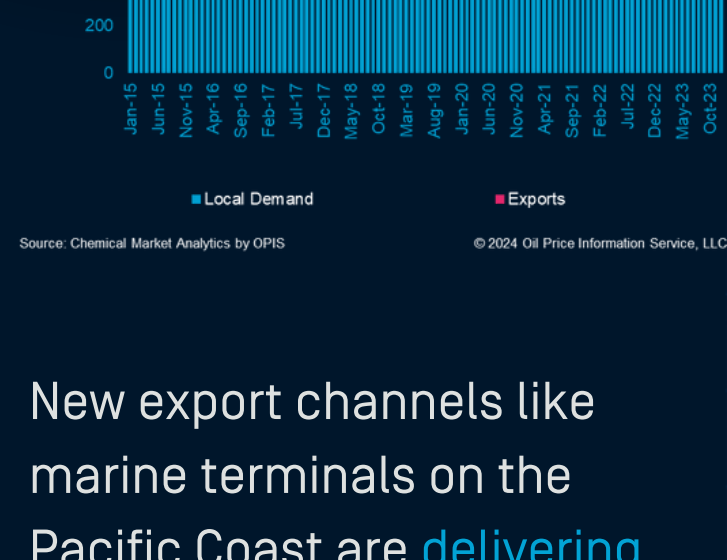 200
0
Jan-15
Jun-15
Nov-15
Apr-16
Sep-16
Feb-17
Jul-17
Dec-17
May-18
Oct-18
Mar-19
Aug-19
Jan-20
Jun-20
Nov-20
Apr-21
Sep-21
Feb-22
Jul-22
Dec-22
May-23
Oct-23
Local Demand
Exports
Source: Chemical Market Analytics by OPIS
© 2024 Oil Price Information Service, LLC
New export channels like
marine terminals on the
Pacific Coast are delivering